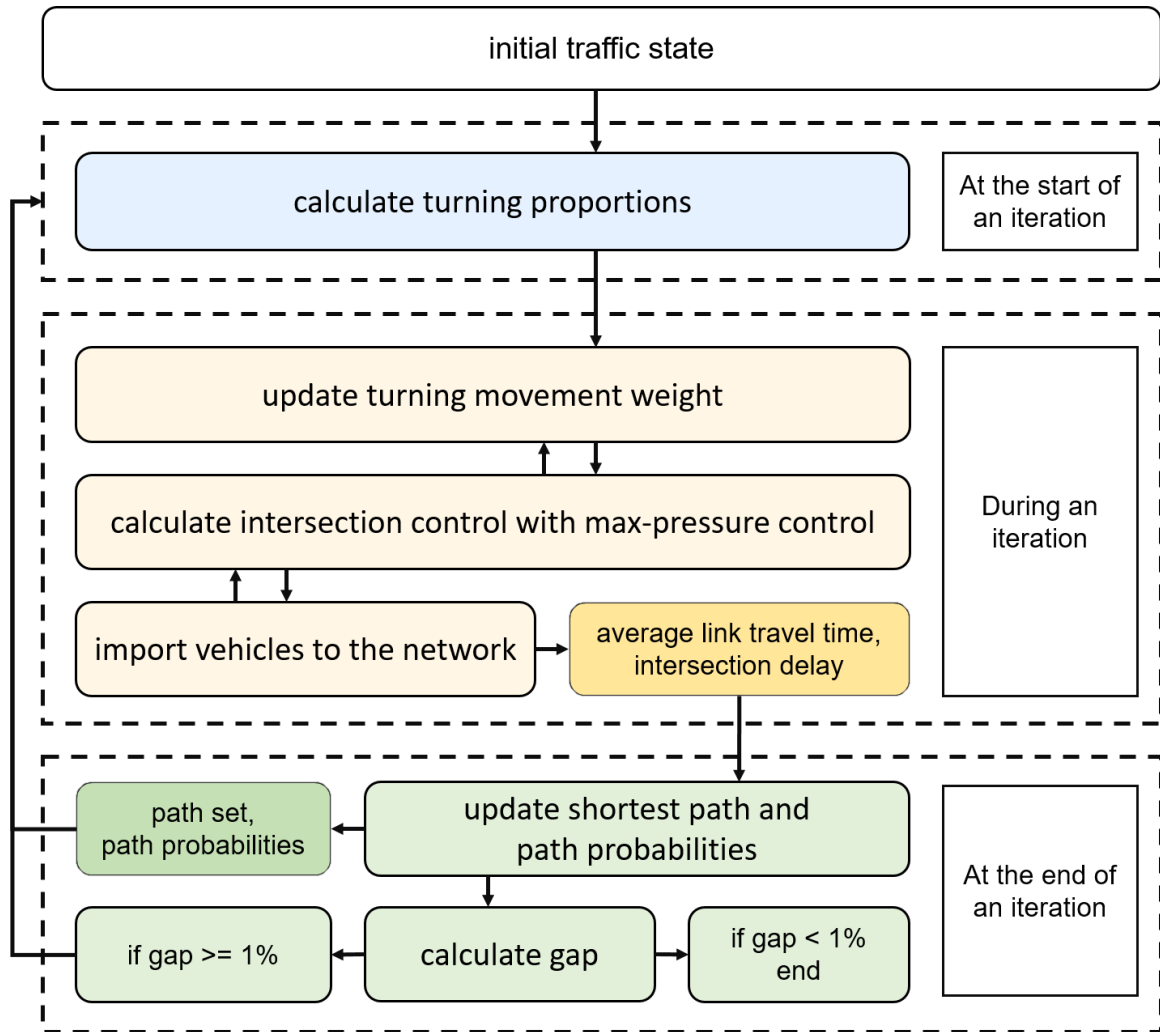 initial traffic state
calculate turning proportions
At the start of
an iteration
update turning movement weight
calculate intersection control with max-pressure control
During an
iteration
import vehicles to the network
average link travel time,
intersection delay
path set,
path probabilities
update shortest path and
path probabilities
At the end of
an iteration
if gap >= 1%
calculate gap
if gap < 1%
end